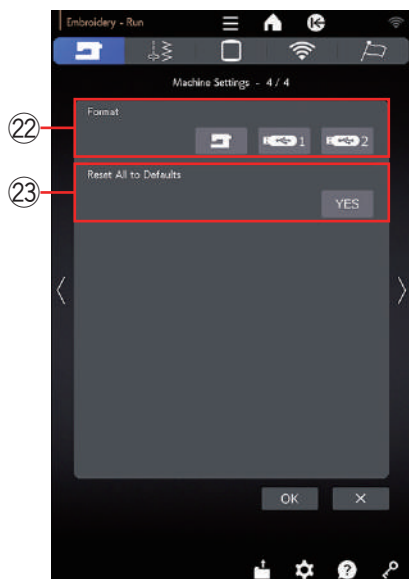 Embroidery - Run
Machine Settings - 4 / 4
㉒
Format
1
2
㉓
Reset All to Defaults
YES
OK